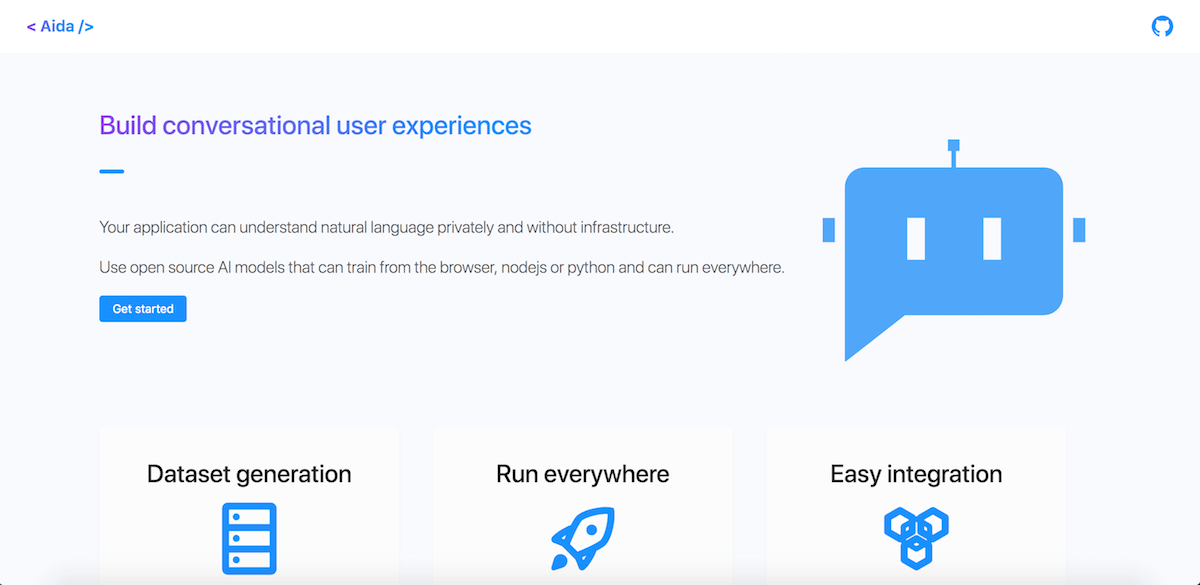 < Aida />
Build conversational user experiences
Your application can understand natural language privately and without infrastructure.
Use open source AI models that can train from the browser, nodejs or python and can run everywhere.
Get started
Dataset generation
Run everywhere
Easy integration